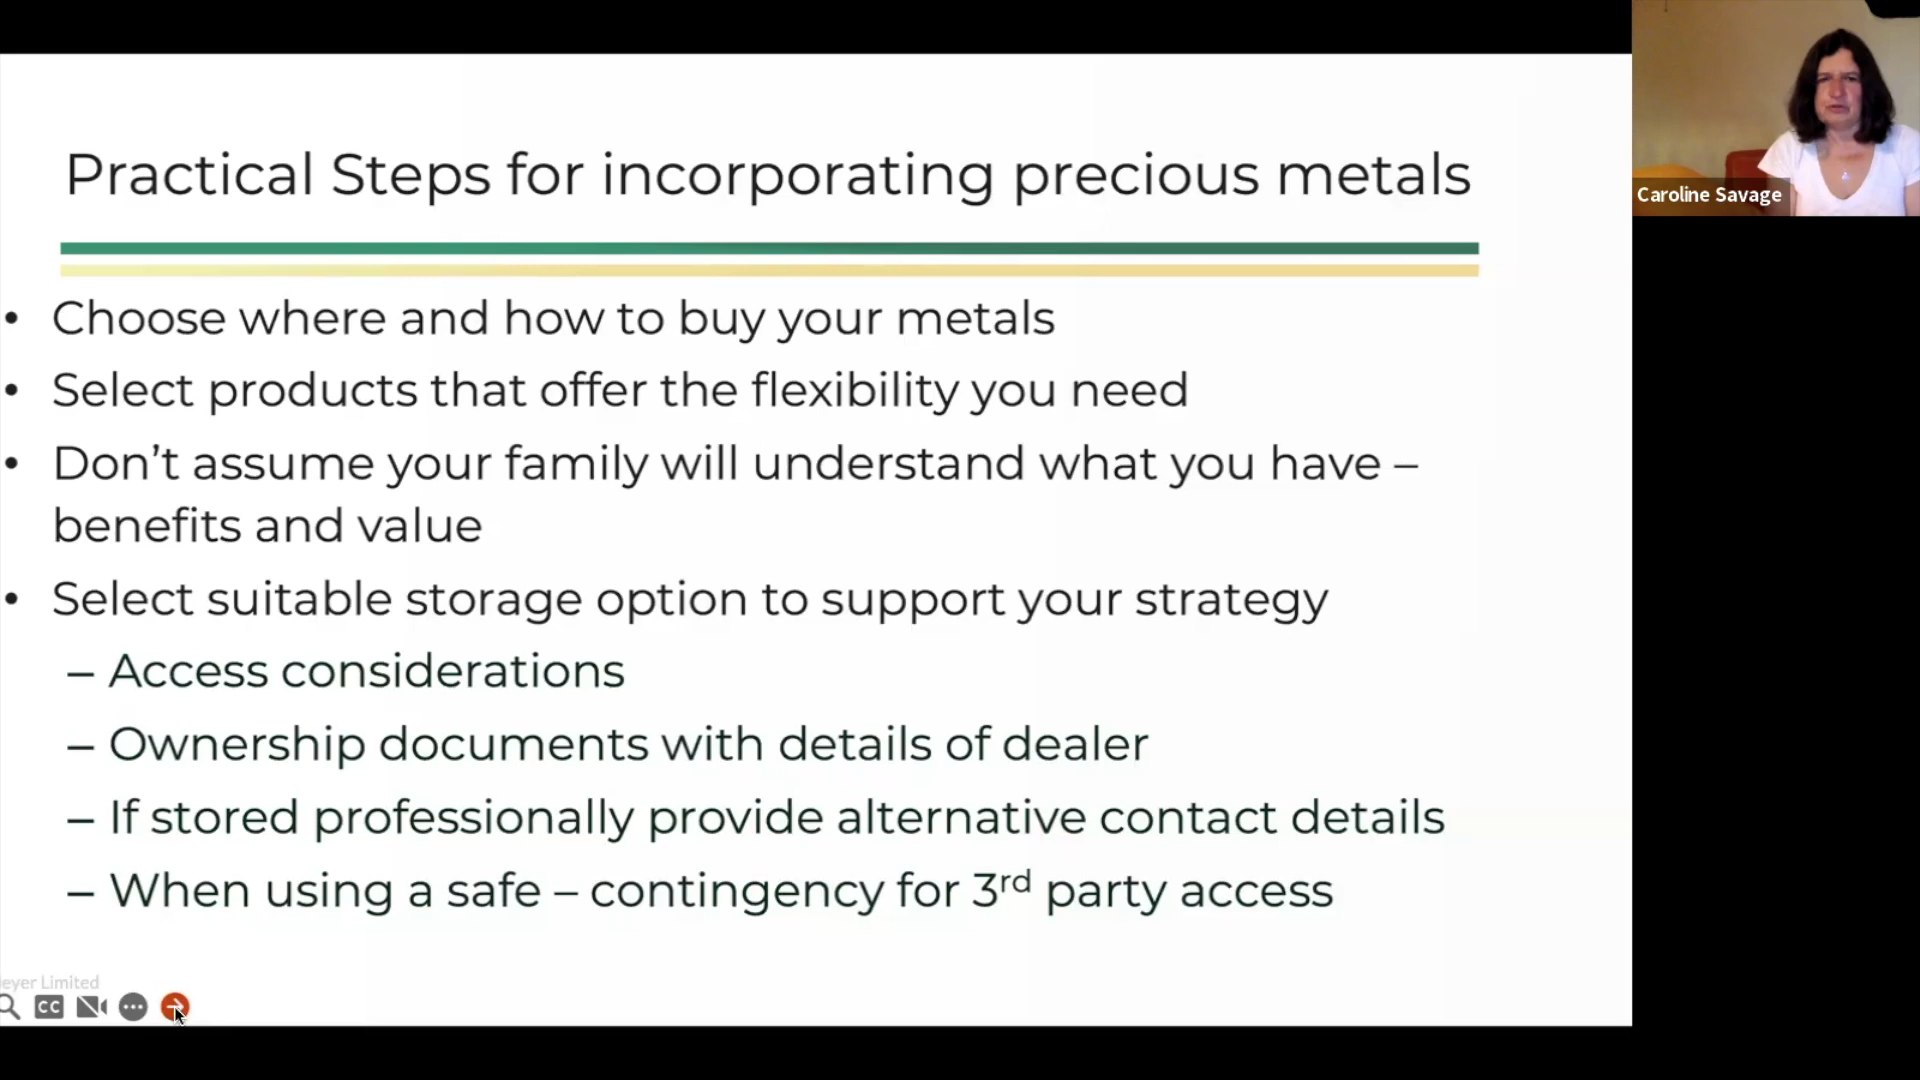 Practical Steps for incorporating precious metals
Caroline Savage
• Choose where and how to buy your metals
• Select products that offer the flexibility you need
• Don’t assume your family will understand what you have –
benefits and value
• Select suitable storage option to support your strategy
– Access considerations
– Ownership documents with details of dealer
– If stored professionally provide alternative contact details
– When using a safe – contingency for 3rd party access
eyer Limited
CC